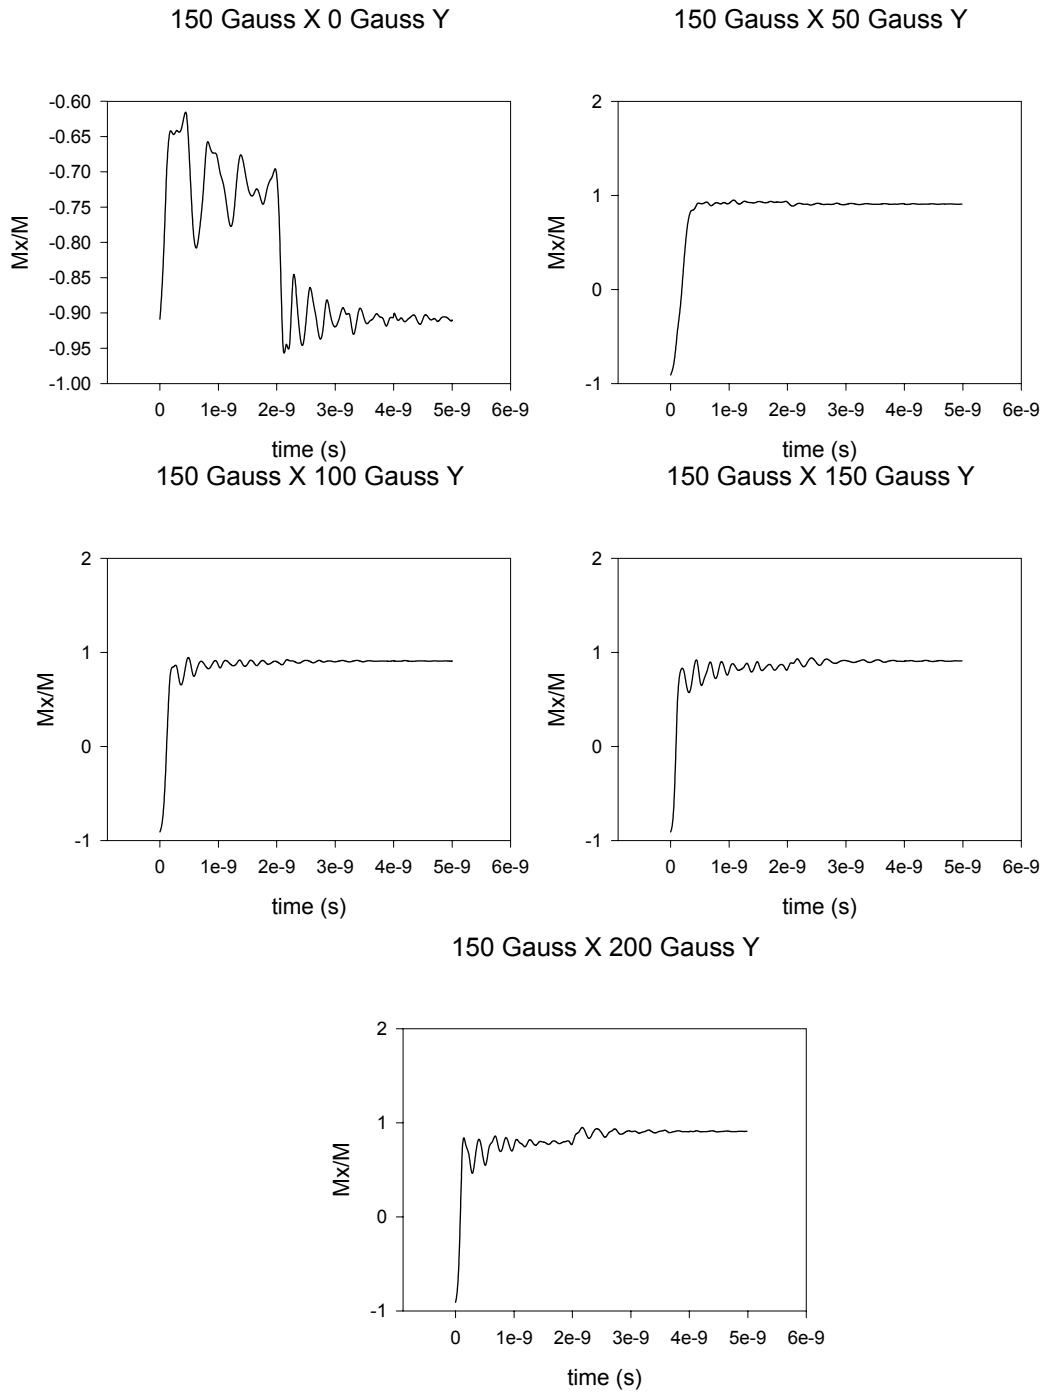 150 Gauss X 0 Gauss Y
-0.60
-0.65
-0.70
-0.75
-0.80
-0.85
-0.90
-0.95
-1.00
Mx/M
0 1e-9 2e-9 3e-9 4e-9 5e-9 6e-9
time (s)
150 Gauss X 50 Gauss Y
2
1
0
-1
Mx/M
0 1e-9 2e-9 3e-9 4e-9 5e-9 6e-9
time (s)
150 Gauss X 100 Gauss Y
2
1
0
-1
Mx/M
0 1e-9 2e-9 3e-9 4e-9 5e-9 6e-9
time (s)
150 Gauss X 150 Gauss Y
2
1
0
-1
Mx/M
0 1e-9 2e-9 3e-9 4e-9 5e-9 6e-9
time (s)
150 Gauss X 200 Gauss Y
2
1
0
-1
Mx/M
0 1e-9 2e-9 3e-9 4e-9 5e-9 6e-9
time (s)